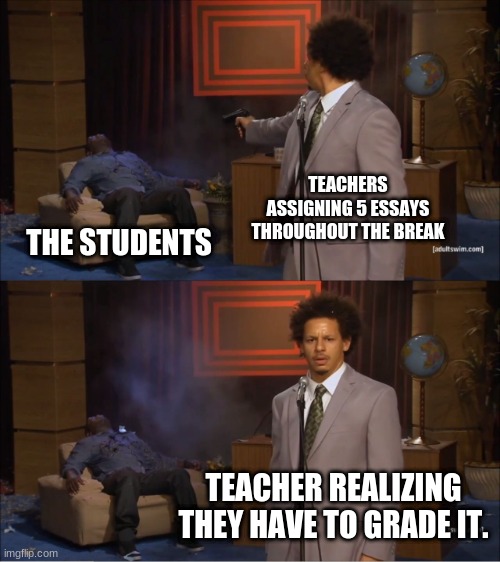 TEACHERS
ASSIGNING 5 ESSAYS
THROUGHOUT THE BREAK
THE STUDENTS
[adultswim.com]
TEACHER REALIZING
THEY HAVE TO GRADE IT.
imgflip.com